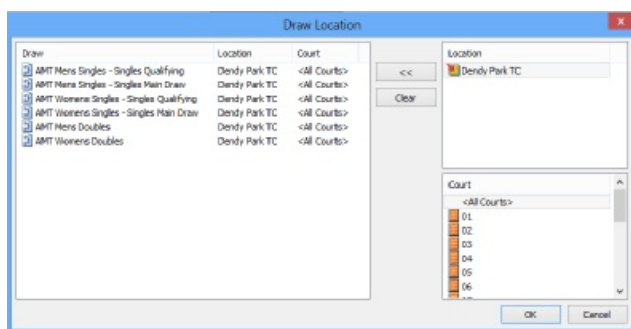 Draw Location
x
Draw Location Court
AMT Mens Singles - Singles Qualifying Dendy Park TC <All Courts>
AMT Mens Singles - Singles Main Draw Dendy Park TC <All Courts>
AMT Womens Singles - Singles Qualifying Dendy Park TC <All Courts>
AMT Womens Singles - Singles Main Draw Dendy Park TC <All Courts>
AMT Mens Doubles Dendy Park TC <All Courts>
AMT Womens Doubles Dendy Park TC <All Courts>
<<
Clear
Location
Dendy Park TC
Court
<All Courts>
01
02
03
04
05
06
OK Cancel